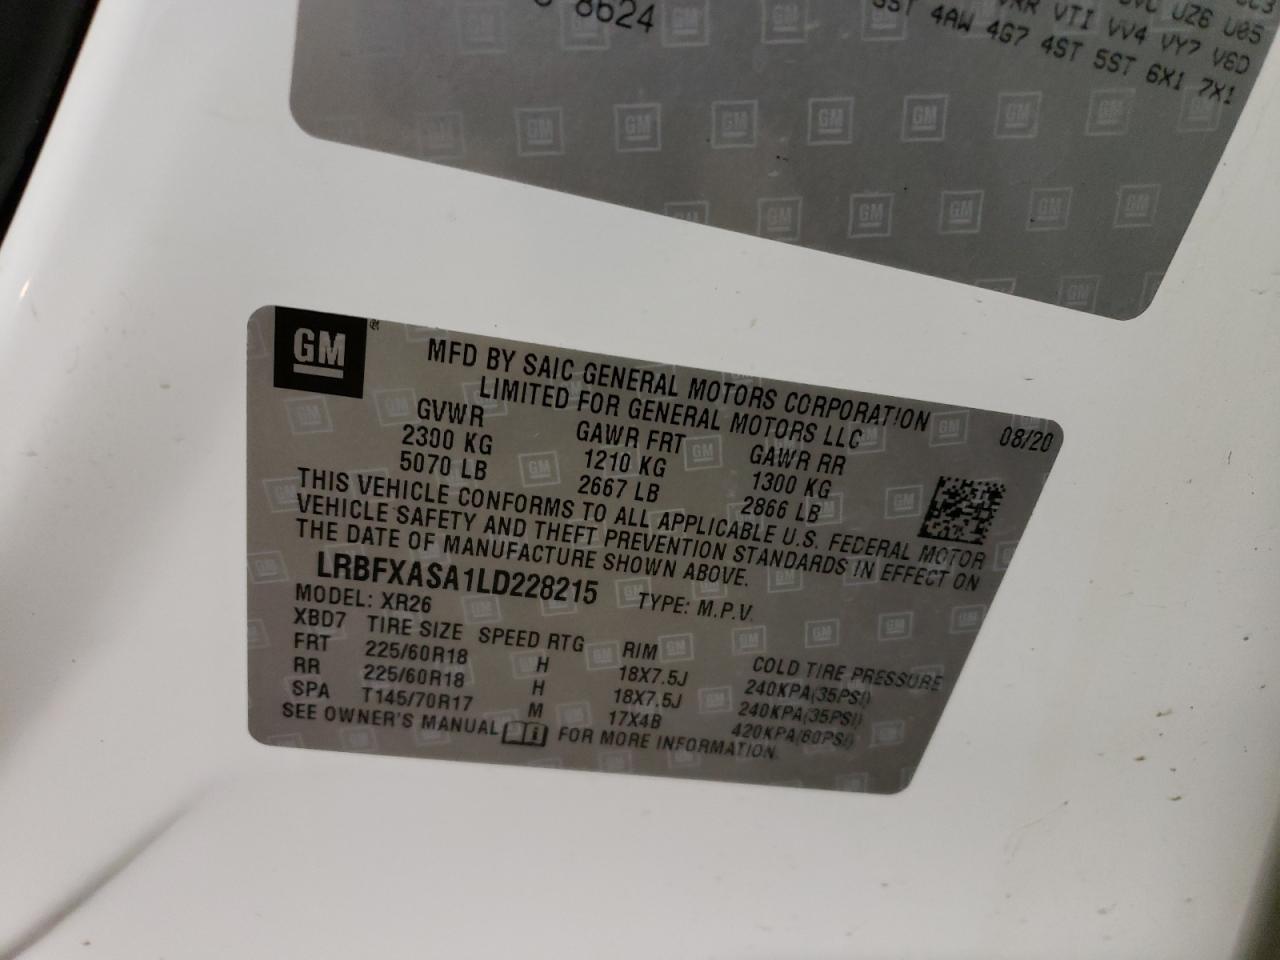 8624
UZ6 U05
VTI VV4 VY7 V6D
4AW 4G7 4ST 5ST 6X1 7X1
GM
MFD BY SAIC GENERAL MOTORS CORPORATION
LIMITED FOR GENERAL MOTORS LLC
08/20
GVWR GAWR FRT GAWR RR
2300 KG 1210 KG 1300 KG
5070 LB 2667 LB 2866 LB
THIS VEHICLE CONFORMS TO ALL APPLICABLE U.S. FEDERAL MOTOR
VEHICLE SAFETY AND THEFT PREVENTION STANDARDS IN EFFECT ON
THE DATE OF MANUFACTURE SHOWN ABOVE.
LRBFXASA1LD228215 TYPE: M.P.V.
MODEL: XR26
XBD7 TIRE SIZE SPEED RTG RIM COLD TIRE PRESSURE
FRT 225/60R18 H 18X7.5J 240KPA(35PSI)
RR 225/60R18 H 18X7.5J 240KPA(35PSI)
SPA T145/70R17 M 17X4B 420KPA(60PSI)
SEE OWNER'S MANUAL FOR MORE INFORMATION.